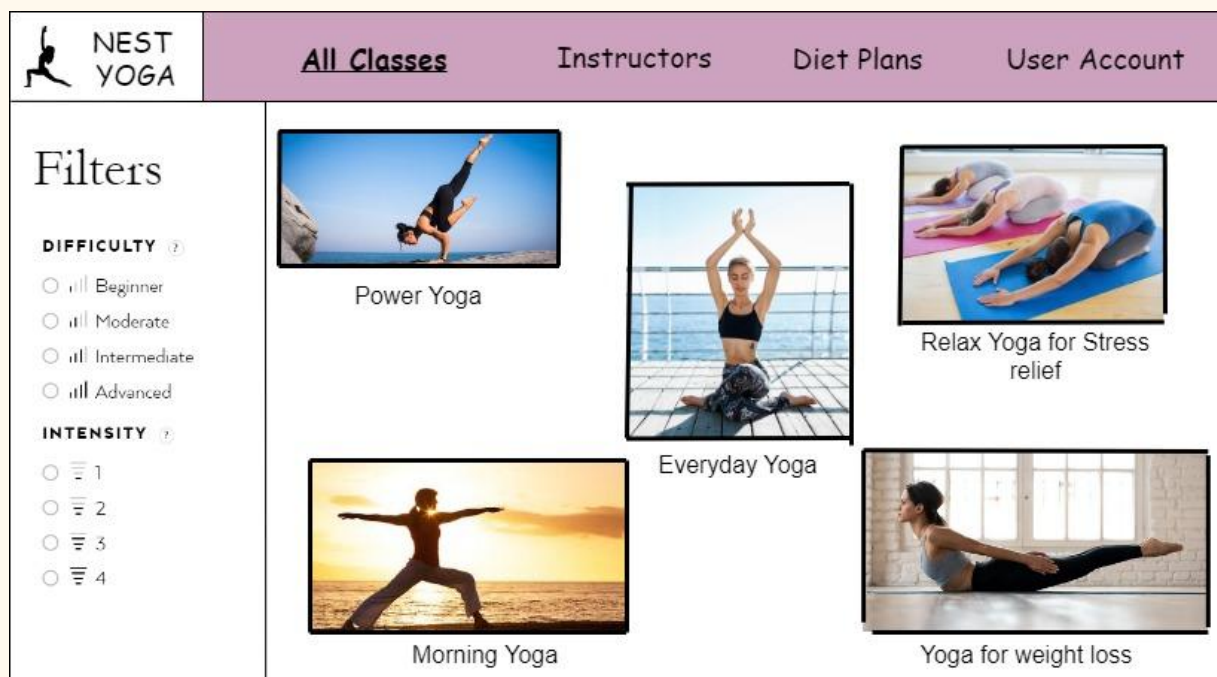 NEST
YOGA
All Classes
Instructors
Diet Plans
User Account
Filters
DIFFICULTY ?
Beginner
Moderate
Intermediate
Advanced
INTENSITY ?
1
2
3
4
Power Yoga
Everyday Yoga
Relax Yoga for Stress
relief
Morning Yoga
Yoga for weight loss